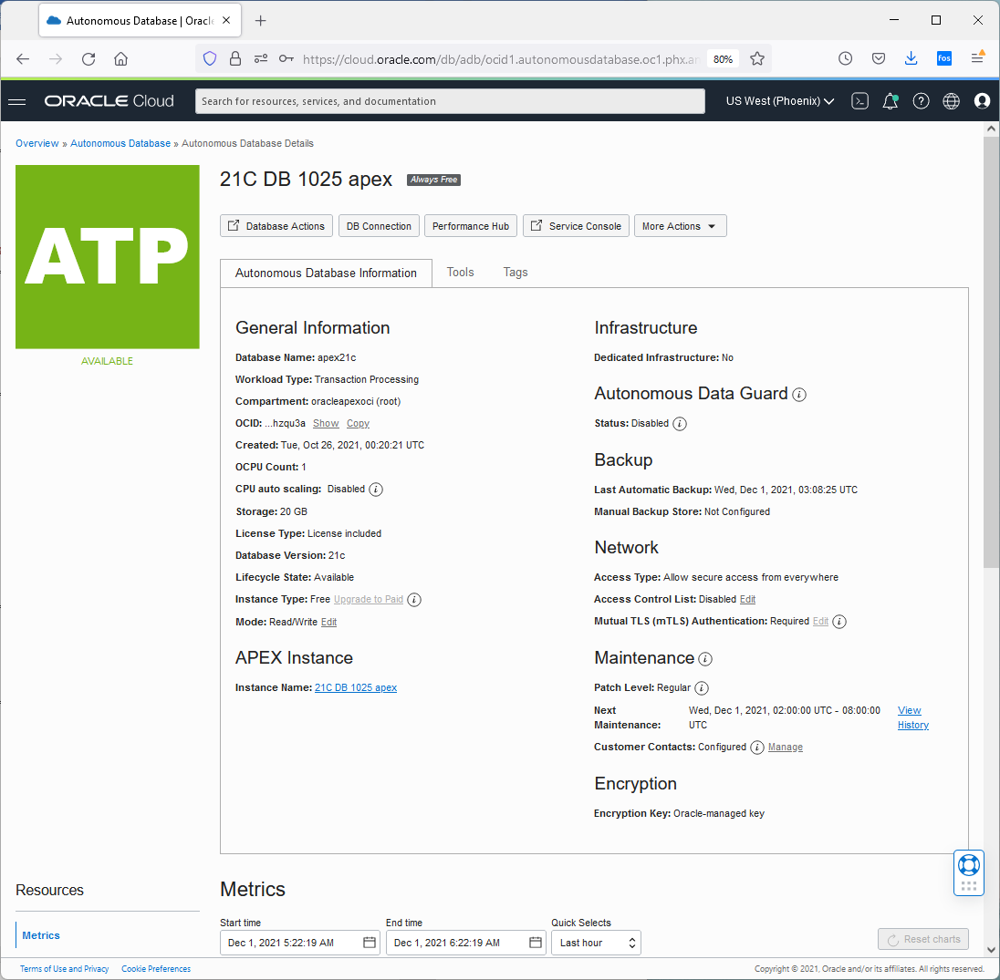 Autonomous Database | Oracle
https://cloud.oracle.com/db/adb/ocid1.autonomousdatabase.oc1.phx.an
80%
fos
ORACLE Cloud
Search for resources, services, and documentation
US West (Phoenix)
Overview » Autonomous Database » Autonomous Database Details
ATP
AVAILABLE
21C DB 1025 apex
Always Free
Database Actions
DB Connection
Performance Hub
Service Console
More Actions
Autonomous Database Information
Tools
Tags
General Information
Database Name: apex21c
Workload Type: Transaction Processing
Compartment: oracleapexoci (root)
OCID: ...hzqu3a Show Copy
Created: Tue, Oct 26, 2021, 00:20:21 UTC
OCPU Count: 1
CPU auto scaling: Disabled
Storage: 20 GB
License Type: License included
Database Version: 21c
Lifecycle State: Available
Instance Type: Free Upgrade to Paid
Mode: Read/Write Edit
APEX Instance
Instance Name: 21C DB 1025 apex
Infrastructure
Dedicated Infrastructure: No
Autonomous Data Guard
Status: Disabled
Backup
Last Automatic Backup: Wed, Dec 1, 2021, 03:08:25 UTC
Manual Backup Store: Not Configured
Network
Access Type: Allow secure access from everywhere
Access Control List: Disabled Edit
Mutual TLS (mTLS) Authentication: Required Edit
Maintenance
Patch Level: Regular
Next Wed, Dec 1, 2021, 02:00:00 UTC - 08:00:00 View
Maintenance: UTC History
Customer Contacts: Configured Manage
Encryption
Encryption Key: Oracle-managed key
Resources
Metrics
Metrics
Start time
Dec 1, 2021 5:22:19 AM
End time
Dec 1, 2021 6:22:19 AM
Quick Selects
Last hour
Reset charts
Terms of Use and Privacy
Cookie Preferences
Copyright © 2021, Oracle and/or its affiliates. All rights reserved.